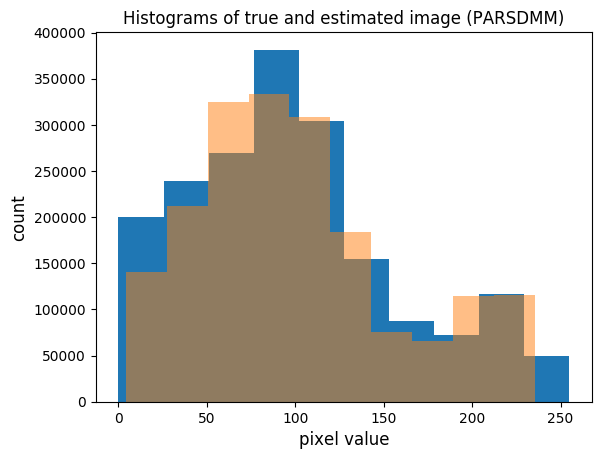 Histograms of true and estimated image (PARSDMM)
400000
350000
300000
250000
200000
150000
100000
50000
0
count
0 50 100 150 200 250
pixel value